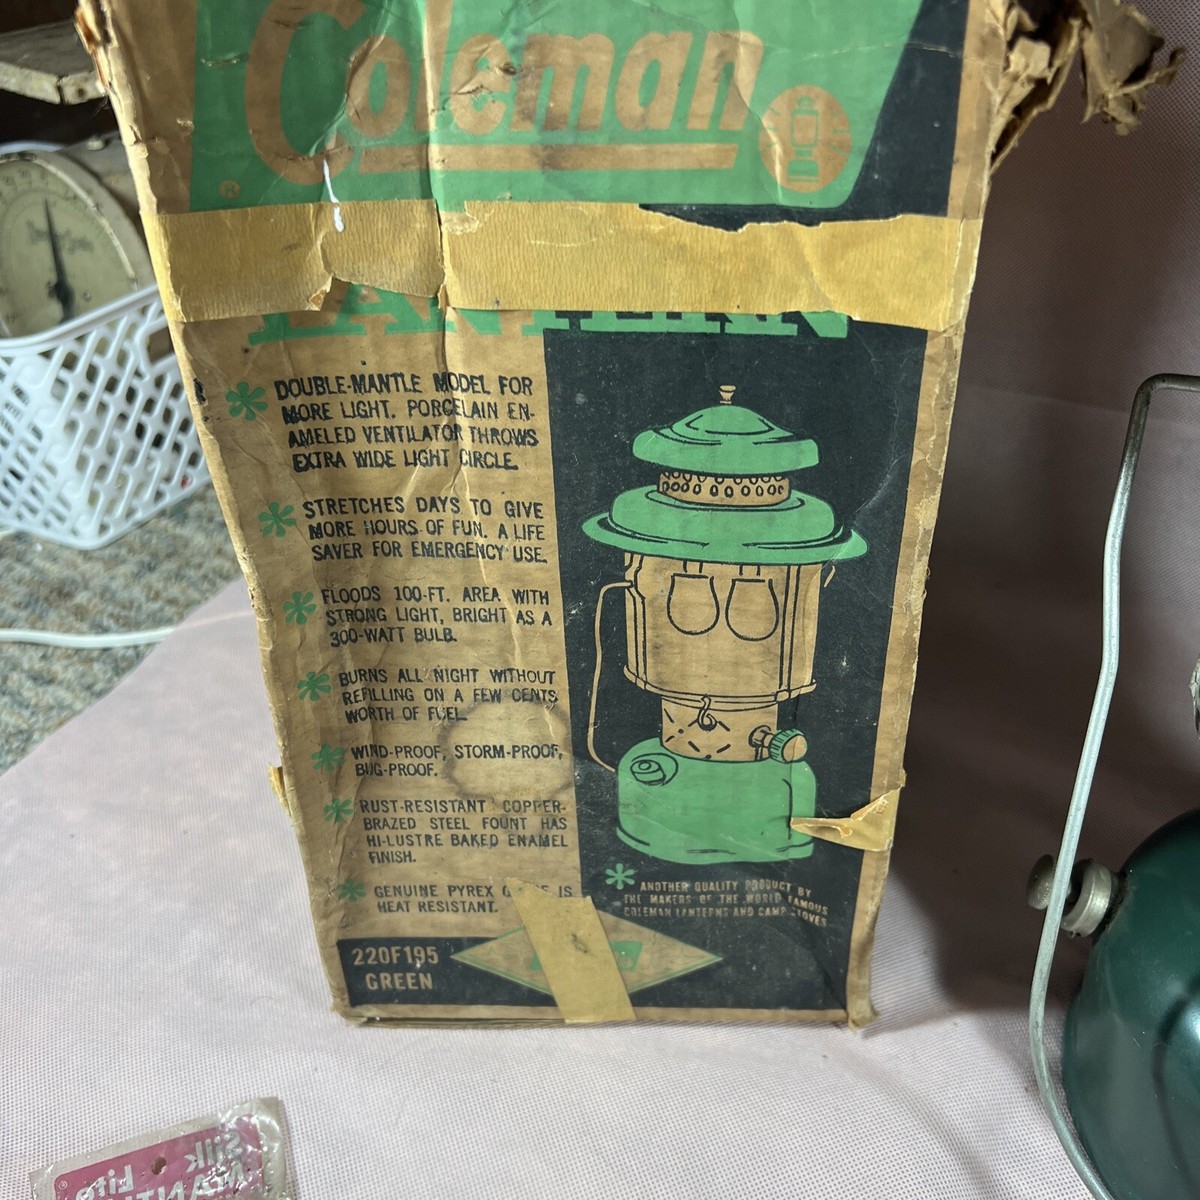 Coleman
®
LANTERN
DOUBLE-MANTLE MODEL FOR
MORE LIGHT. PORCELAIN EN-
AMELED VENTILATOR THROWS
EXTRA WIDE LIGHT CIRCLE.
STRETCHES DAYS TO GIVE
MORE HOURS OF FUN. A LIFE
SAVER FOR EMERGENCY USE.
FLOODS 100-FT. AREA WITH
STRONG LIGHT, BRIGHT AS A
300-WATT BULB.
BURNS ALL NIGHT WITHOUT
REFILLING ON A FEW CENTS
WORTH OF FUEL.
WIND-PROOF, STORM-PROOF,
BUG-PROOF.
RUST-RESISTANT COPPER-
BRAZED STEEL FOUNT HAS
HI-LUSTRE BAKED ENAMEL
FINISH.
GENUINE PYREX IS
HEAT RESISTANT.
ANOTHER QUALITY PRODUCT BY
THE MAKERS OF THE WORLD FAMOUS
COLEMAN LANTERNS AND CAMP STOVES
220F195
GREEN
Silk Lite